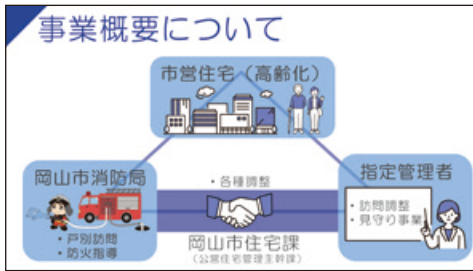 事業概要について
市営住宅（高齢化）
岡山市消防局
・戸別訪問
・防火指導
・各種調整
岡山市住宅課
（公営住宅管理主幹課）
指定管理者
・訪問調整
・見守り事業